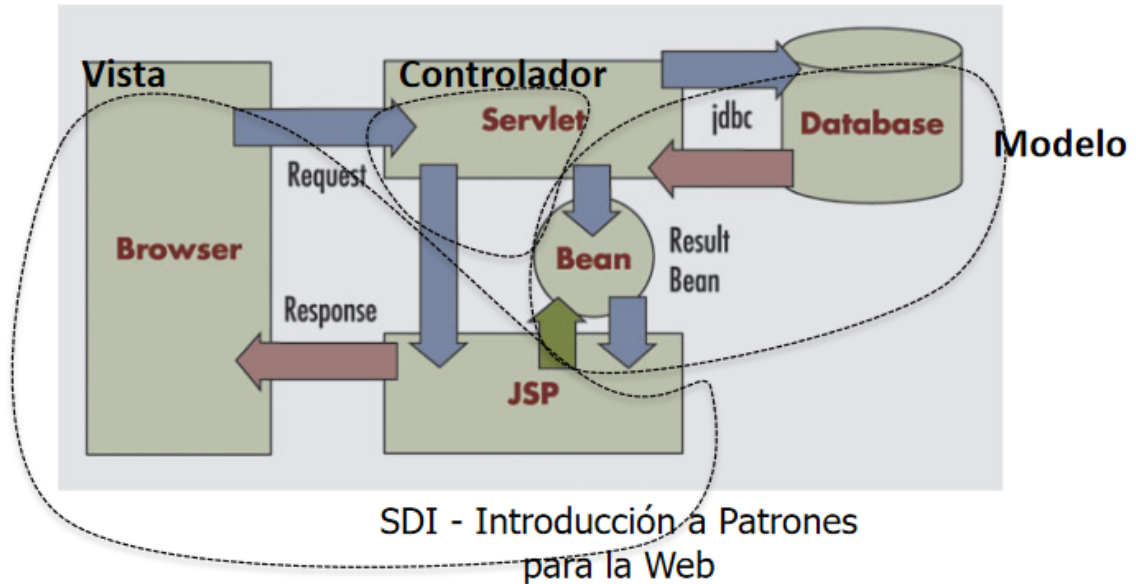 Vista
Controlador
Servlet
jdbc
Database
Modelo
Request
Browser
Bean
Result
Bean
Response
JSP
SDI - Introducción a Patrones
para la Web